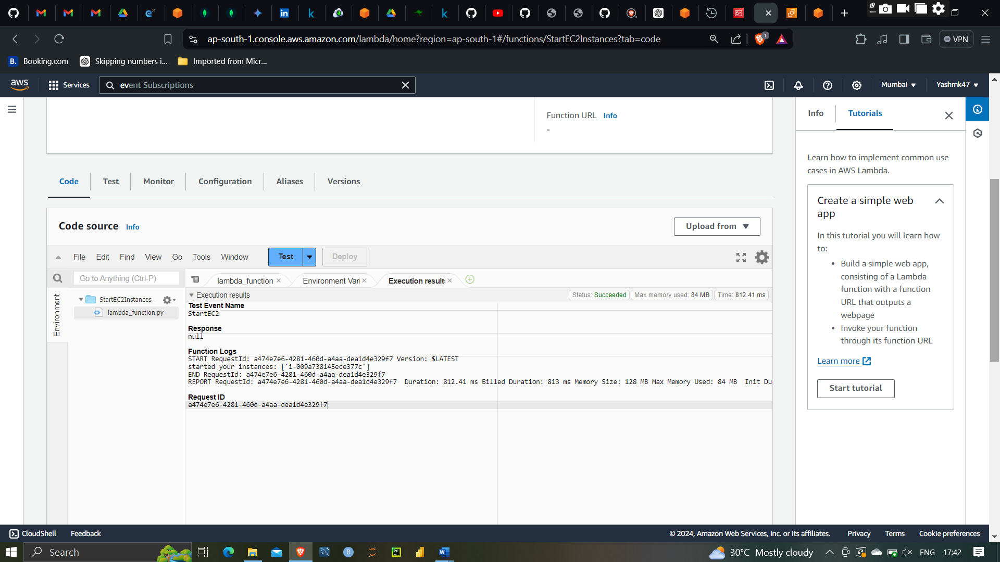 ap-south-1.console.aws.amazon.com/lambda/home?region=ap-south-1#/functions/StartEC2Instances?tab=code
1
VPN
B. Booking.com
Skipping numbers i...
Imported from Micr...
aws
Services
event Subscriptions
Mumbai
Yashmk47
Function URL Info
-
Info
Tutorials
Learn how to implement common use
cases in AWS Lambda.
Create a simple web
app
In this tutorial you will learn how
to:
• Build a simple web app,
consisting of a Lambda
function with a function
URL that outputs a
webpage
• Invoke your function
through its function URL
Learn more
Start tutorial
Code
Test
Monitor
Configuration
Aliases
Versions
Code source Info
Upload from
File Edit Find View Go Tools Window
Test
Deploy
Go to Anything (Ctrl-P)
lambda_function
Environment Vari
Execution results
Environment
StartEC2Instances -
lambda_function.py
Execution results
Status: Succeeded
Max memory used: 84 MB
Time: 812.41 ms
Test Event Name
StartEC2
Response
null
Function Logs
START RequestId: a474e7e6-4281-460d-a4aa-dea1d4e329f7 Version: $LATEST
started your instances: ['i-009a738145ece377c']
END RequestId: a474e7e6-4281-460d-a4aa-dea1d4e329f7
REPORT RequestId: a474e7e6-4281-460d-a4aa-dea1d4e329f7 Duration: 812.41 ms Billed Duration: 813 ms Memory Size: 128 MB Max Memory Used: 84 MB Init Du
Request ID
a474e7e6-4281-460d-a4aa-dea1d4e329f7
CloudShell
Feedback
© 2024, Amazon Web Services, Inc. or its affiliates.
Privacy
Terms
Cookie preferences
Search
30°C Mostly cloudy
ENG
17:42